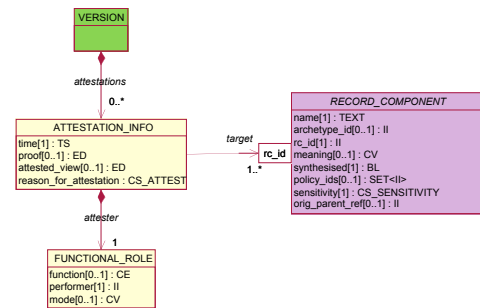 VERSION
attestations
0..*
ATTESTATION_INFO
time[1] : TS
proof[0..1] : ED
attested_view[0..1] : ED
reason_for_attestation : CS_ATTEST
target
rc_id
1..*
RECORD_COMPONENT
name[1] : TEXT
archetype_id[0..1] : II
rc_id[1] : II
meaning[0..1] : CV
synthesised[1] : BL
policy_ids[0..1] : SET<II>
sensitivity[1] : CS_SENSITIVITY
orig_parent_ref[0..1] : II
attester
1
FUNCTIONAL_ROLE
function[0..1] : CE
performer[1] : II
mode[0..1] : CV